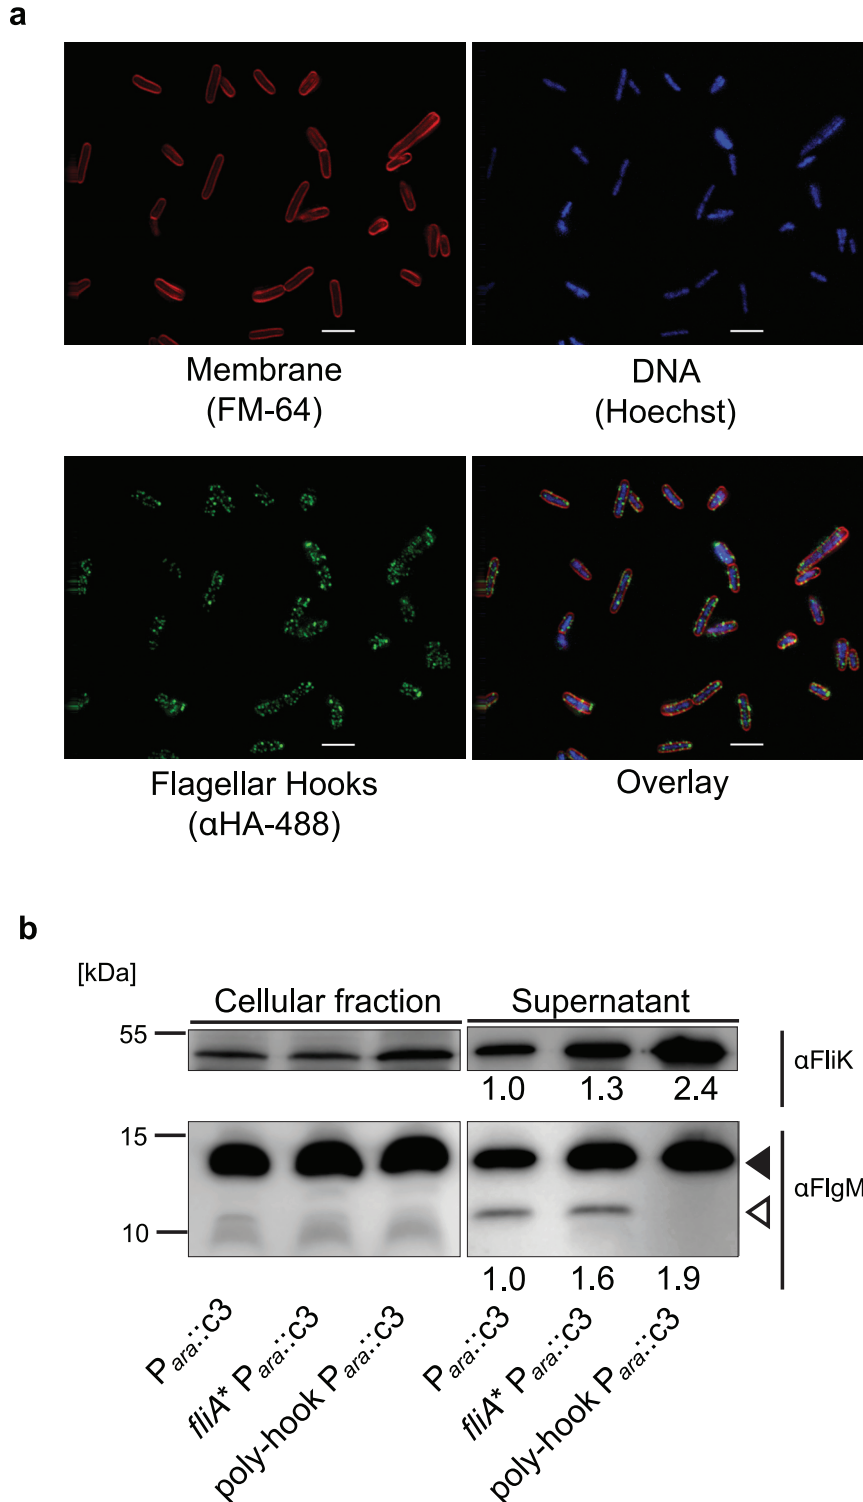 a
Membrane
(FM-64)
DNA
(Hoechst)
Flagellar Hooks
(αHA-488)
Overlay
b
[kDa]
Cellular fraction
Supernatant
55
αFliK
1.0 1.3 2.4
15
αFlgM
10
1.0 1.6 1.9
Para::c3
fliA* Para::c3
poly-hook Para::c3
Para::c3
fliA* Para::c3
poly-hook Para::c3